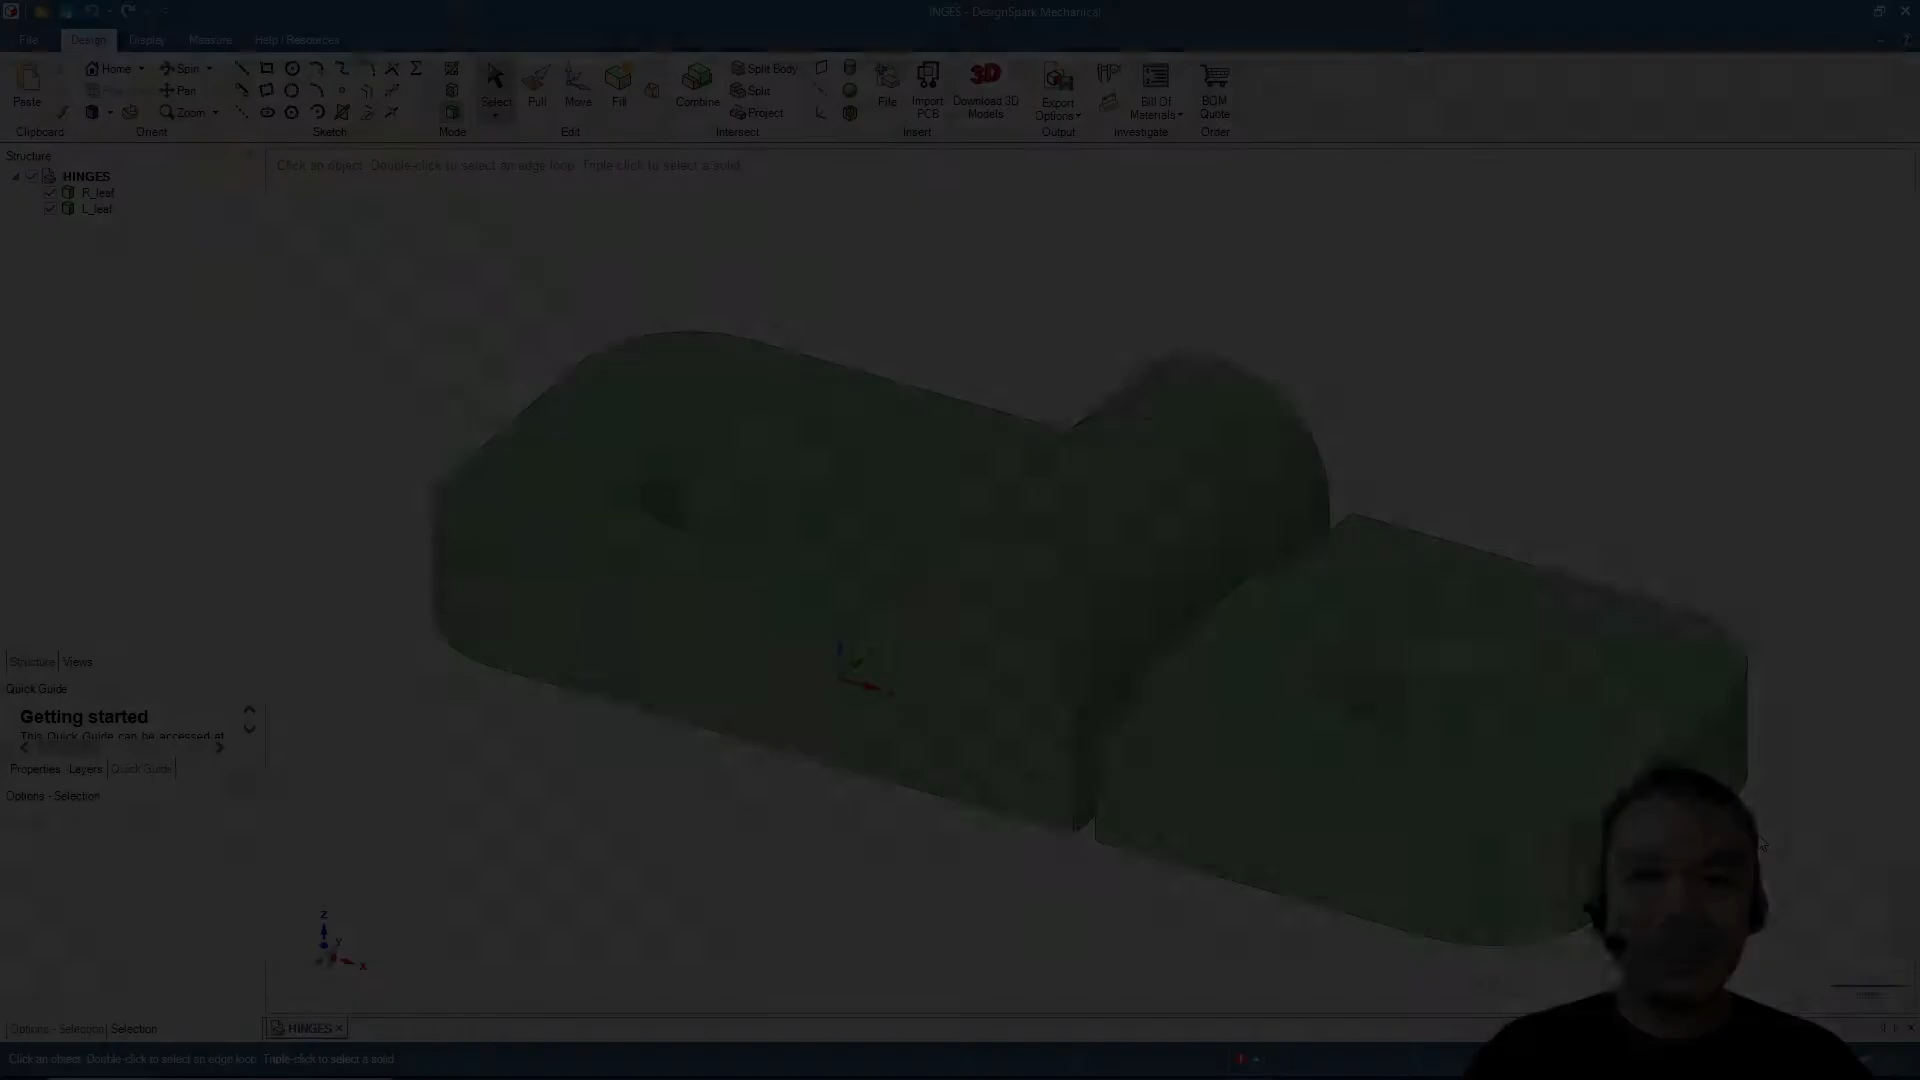 INGES - DesignSpark Mechanical
File Design Display Measure Help / Resources
Paste
Home
Spin
Pan
Zoom
Select
Pull
Move
Fill
Combine
Split Body
Split
Project
File
Import PCB
Download 3D Models
Export Options
Bill Of Materials
BOM Quote
3D
Clipboard Orient Sketch Mode Edit Intersect Insert Output Investigate Order
Structure
HINGES
R_leaf
L_leaf
Click an object. Double-click to select an edge loop. Triple-click to select a solid.
Structure Views
Quick Guide
Getting started
This Quick Guide can be accessed at
Properties Layers Quick Guide
Options - Selection
Z
Y
X
Options - Selection Selection
HINGES
Click an object. Double-click to select an edge loop. Triple-click to select a solid.